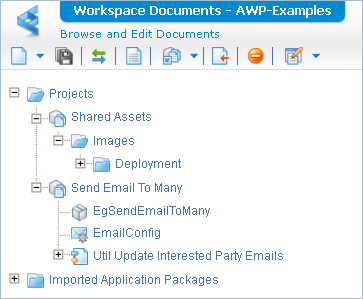 Workspace Documents - AWP-Examples
Browse and Edit Documents
Projects
Shared Assets
Images
Deployment
Send Email To Many
EgSendEmailToMany
EmailConfig
Util Update Interested Party Emails
Imported Application Packages